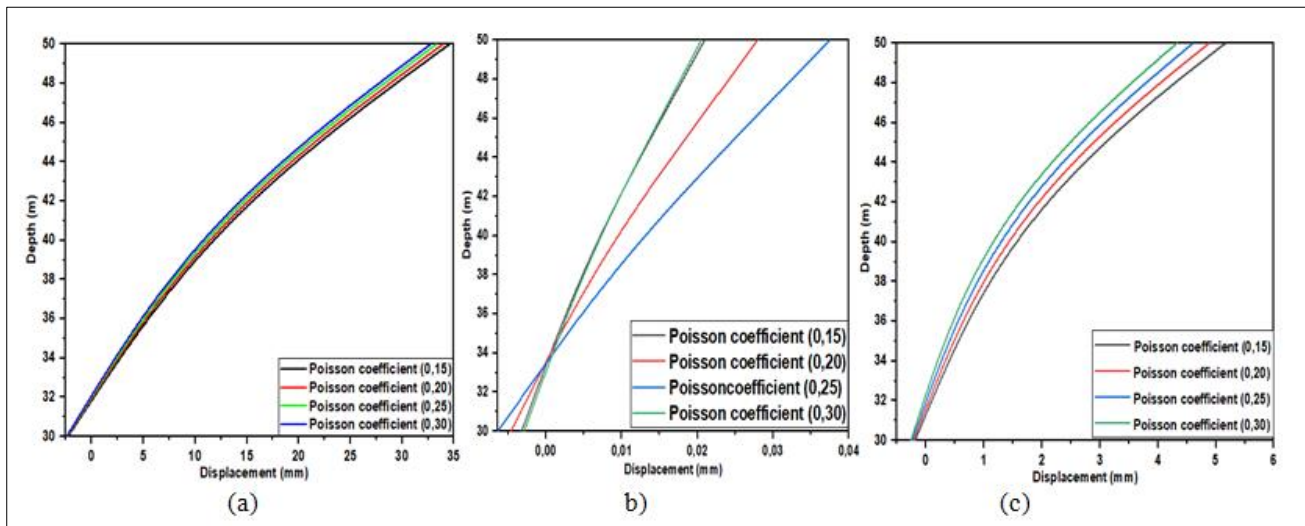 50
48
46
44
42
40
38
36
34
32
30
Depth (m)
Poisson coefficient (0,15)
Poisson coefficient (0,20)
Poisson coefficient (0,25)
Poisson coefficient (0,30)
0 5 10 15 20 25 30 35
Displacement (mm)
(a)
50
48
46
44
42
40
38
36
34
32
30
Depth (m)
Poisson coefficient (0,15)
Poisson coefficient (0,20)
Poissoncoefficient (0,25)
Poisson coefficient (0,30)
0,00 0,01 0,02 0,03 0,04
Displacement (mm)
b)
50
48
46
44
42
40
38
36
34
32
30
Depth (m)
Poisson coefficient (0,15)
Poisson coefficient (0,20)
Poisson coefficient (0,25)
Poisson coefficient (0,30)
0 1 2 3 4 5 6
Displacement (mm)
(c)